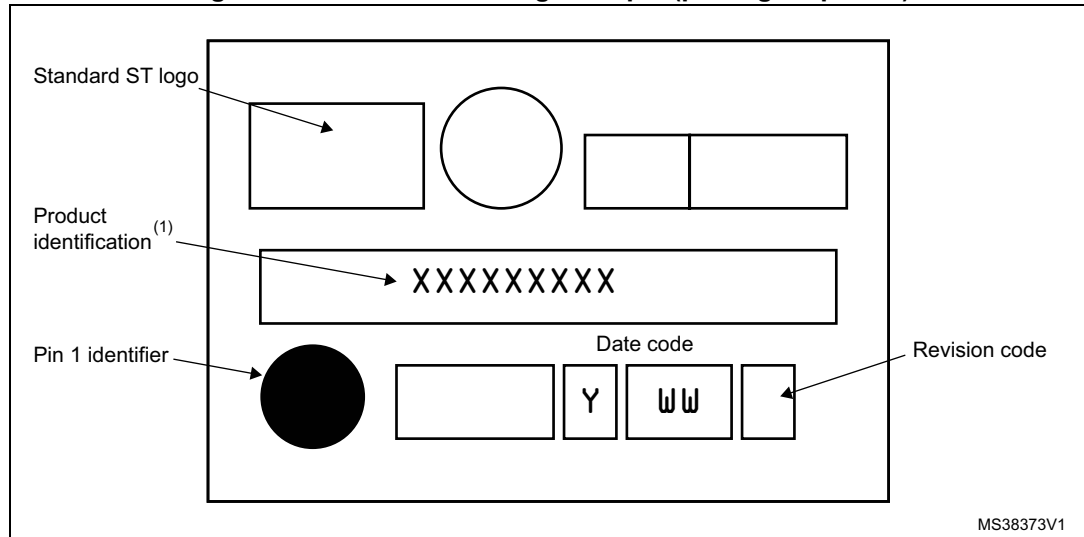 Standard ST logo
Product
identification(1)
XXXXXXXXX
Date code
Pin 1 identifier
Revision code
Y
WW
MS38373V1